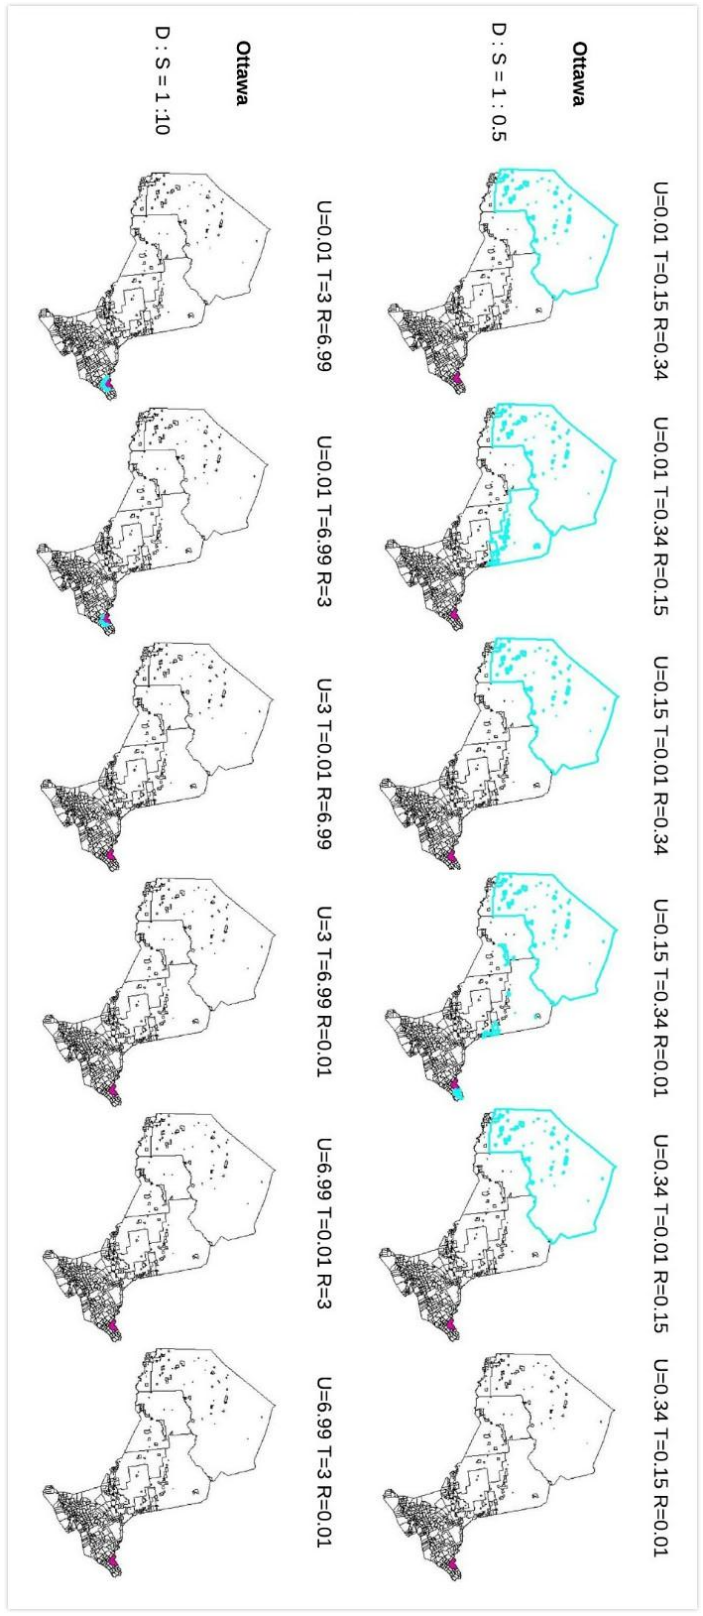 U=0.01 T=0.15 R=0.34
U=0.01 T=0.34 R=0.15
U=0.15 T=0.01 R=0.34
U=0.15 T=0.34 R=0.01
U=0.34 T=0.01 R=0.15
U=0.34 T=0.15 R=0.01
Ottawa
D : S = 1 : 0.5
U=0.01 T=3 R=6.99
U=0.01 T=6.99 R=3
U=3 T=0.01 R=6.99
U=3 T=6.99 R=0.01
U=6.99 T=0.01 R=3
U=6.99 T=3 R=0.01
Ottawa
D : S = 1 :10